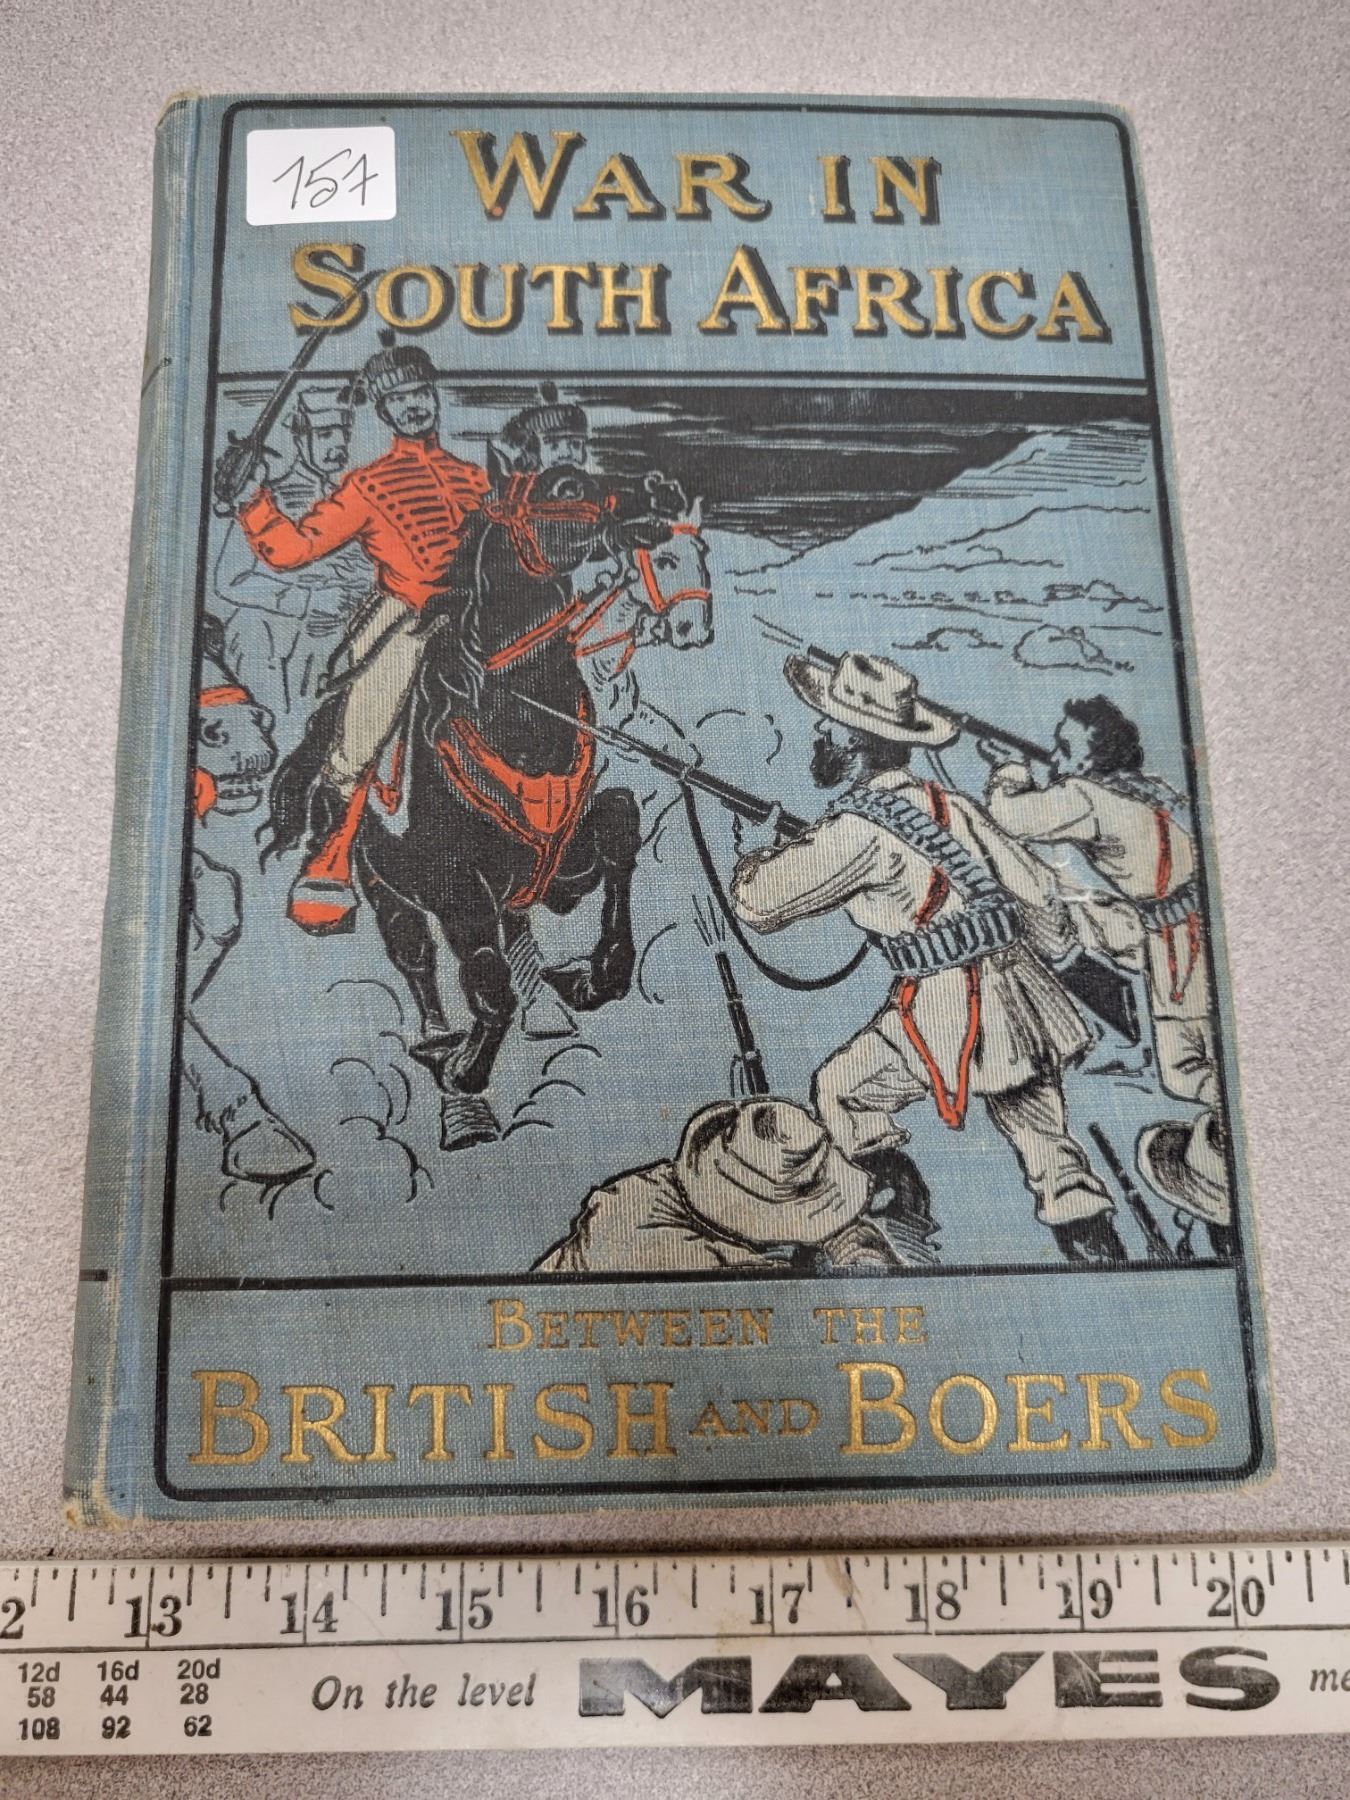 157
WAR IN
SOUTH AFRICA
BETWEEN THE
BRITISH AND BOERS
2 13 14 15 16 17 18 19 20
12d 16d 20d
58 44 28
108 92 62
On the level MAYES me